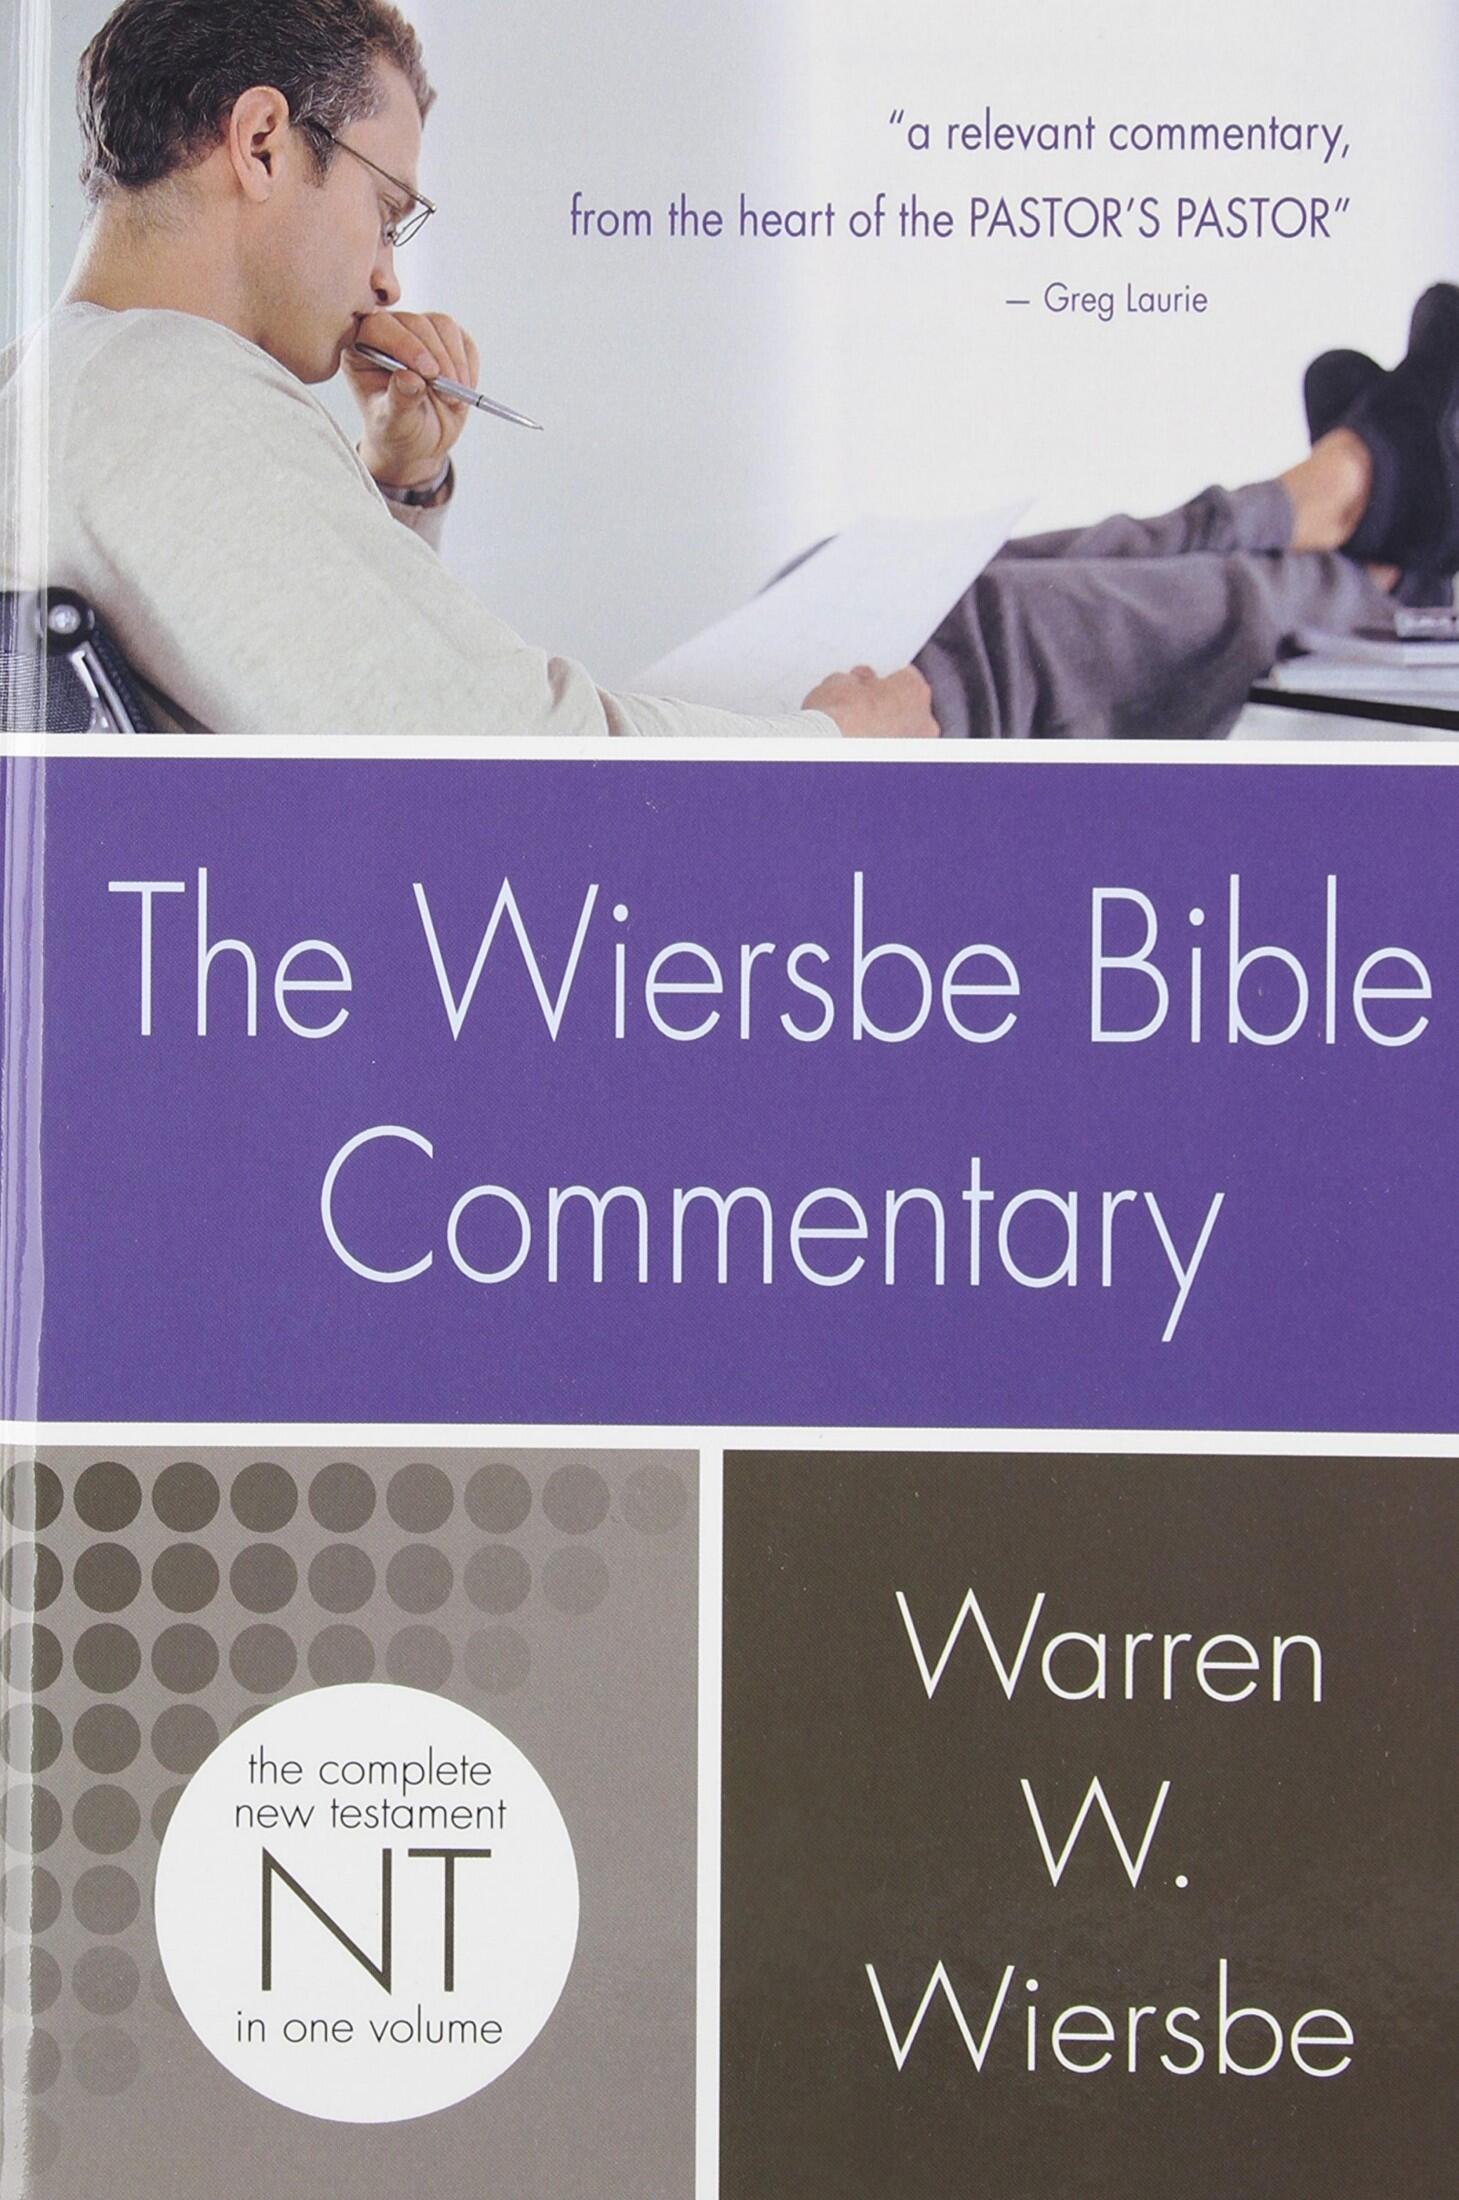 “a relevant commentary,
from the heart of the PASTOR’S PASTOR”
— Greg Laurie
The Wiersbe Bible
Commentary
the complete
new testament
NT
in one volume
Warren
W.
Wiersbe